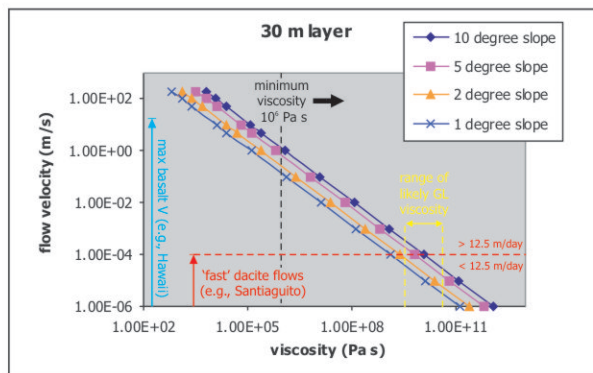 30 m layer
10 degree slope
5 degree slope
2 degree slope
1 degree slope
flow velocity (m/s)
1.00E+02
1.00E+00
1.00E-02
1.00E-04
1.00E-06
max basalt V (e.g., Hawaii)
minimum
viscosity
10⁶ Pa s
range of
likely GL
viscosity
> 12.5 m/day
< 12.5 m/day
'fast' dacite flows
(e.g., Santiaguito)
1.00E+02
1.00E+05
1.00E+08
1.00E+11
viscosity (Pa s)